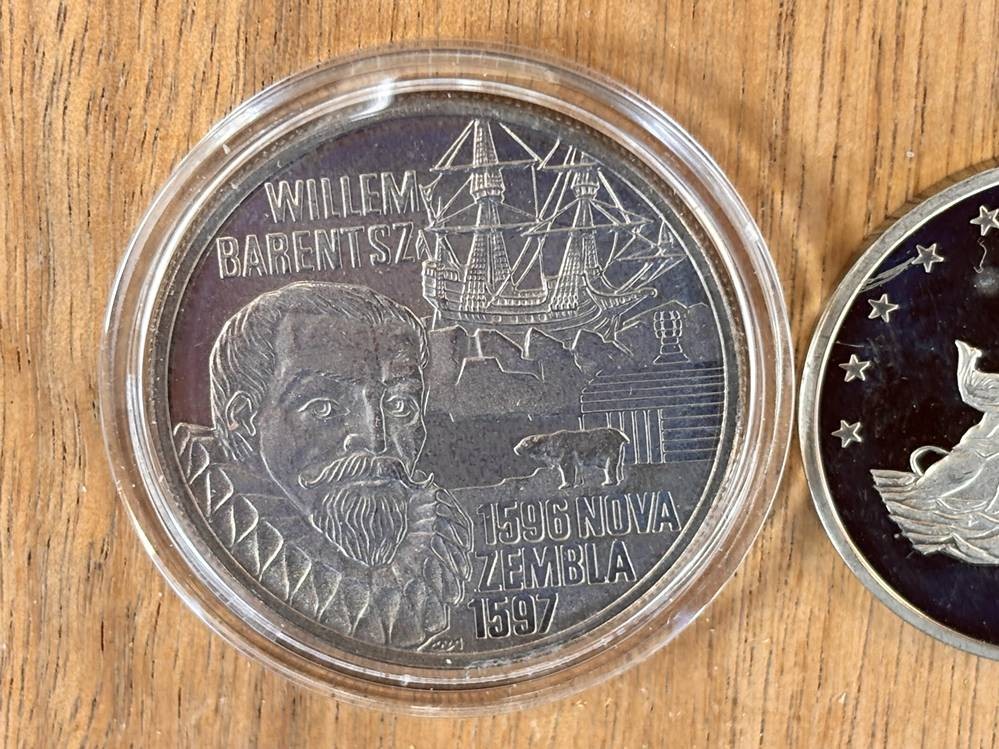 WILLEM
BARENTSZ
1596 NOVA
ZEMBLA
1597